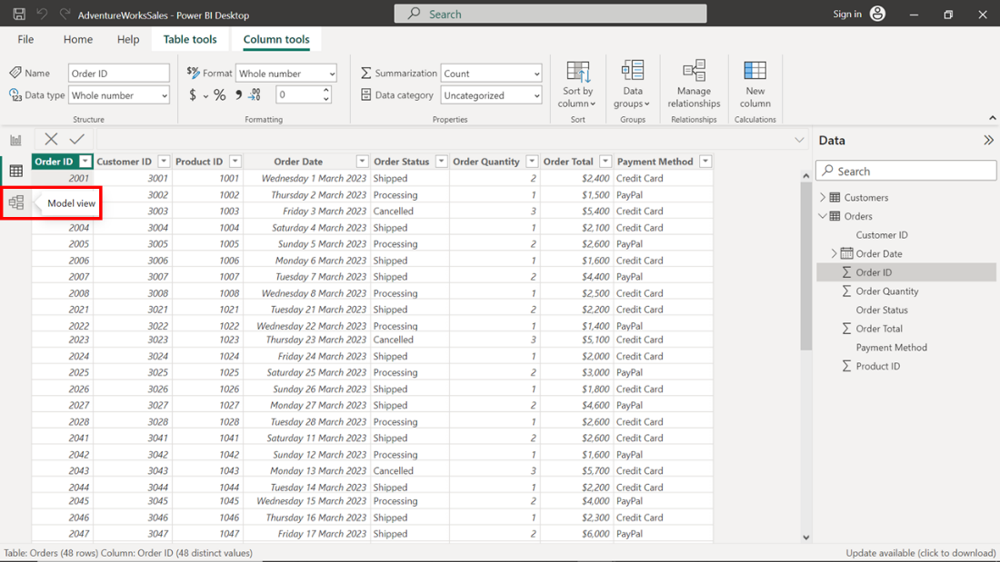 AdventureWorksSales - Power BI Desktop
Search
Sign in
File Home Help Table tools Column tools
Name Order ID
Data type Whole number
Structure
$% Format Whole number
$ % 9 .00 0
Formatting
Summarization Count
Data category Uncategorized
Properties
Sort by column
Sort
Data groups
Groups
Manage relationships
Relationships
New column
Calculations
Order ID Customer ID Product ID Order Date Order Status Order Quantity Order Total Payment Method
2001 3001 1001 Wednesday 1 March 2023 Shipped 2 $2,400 Credit Card
3002 1002 Thursday 2 March 2023 Processing 1 $1,500 PayPal
Model view
3003 1003 Friday 3 March 2023 Cancelled 3 $5,400 Credit Card
2004 3004 1004 Saturday 4 March 2023 Shipped 1 $2,100 Credit Card
2005 3005 1005 Sunday 5 March 2023 Processing 2 $2,600 PayPal
2006 3006 1006 Monday 6 March 2023 Shipped 1 $1,600 Credit Card
2007 3007 1007 Tuesday 7 March 2023 Shipped 2 $4,400 PayPal
2008 3008 1008 Wednesday 8 March 2023 Processing 1 $2,500 Credit Card
2021 3021 1021 Tuesday 21 March 2023 Shipped 2 $2,200 Credit Card
2022 3022 1022 Wednesday 22 March 2023 Processing 1 $1,400 PayPal
2023 3023 1023 Thursday 23 March 2023 Cancelled 3 $5,100 Credit Card
2024 3024 1024 Friday 24 March 2023 Shipped 1 $2,000 Credit Card
2025 3025 1025 Saturday 25 March 2023 Processing 2 $3,000 PayPal
2026 3026 1026 Sunday 26 March 2023 Shipped 1 $1,800 Credit Card
2027 3027 1027 Monday 27 March 2023 Shipped 2 $4,600 PayPal
2028 3028 1028 Tuesday 28 March 2023 Processing 1 $2,600 Credit Card
2041 3041 1041 Saturday 11 March 2023 Shipped 2 $2,600 Credit Card
2042 3042 1042 Sunday 12 March 2023 Processing 1 $1,600 PayPal
2043 3043 1043 Monday 13 March 2023 Cancelled 3 $5,700 Credit Card
2044 3044 1044 Tuesday 14 March 2023 Shipped 1 $2,200 Credit Card
2045 3045 1045 Wednesday 15 March 2023 Processing 2 $4,000 PayPal
2046 3046 1046 Thursday 16 March 2023 Shipped 1 $2,300 Credit Card
2047 3047 1047 Friday 17 March 2023 Shipped 2 $6,000 PayPal
Data
Search
Customers
Orders
Customer ID
Order Date
Order ID
Order Quantity
Order Status
Order Total
Payment Method
Product ID
Table: Orders (48 rows) Column: Order ID (48 distinct values)
Update available (click to download)